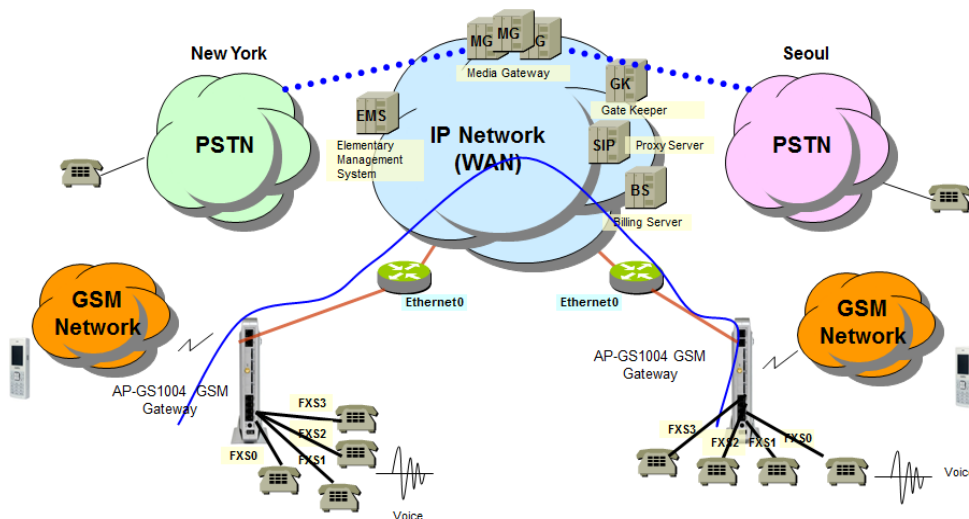 New York
MG
MG
G
Media Gateway
Seoul
PSTN
EMS
Elementary
Management
System
IP Network
(WAN)
GK
Gate Keeper
SIP
Proxy Server
BS
Billing Server
PSTN
GSM
Network
Ethernet0
Ethernet0
GSM
Network
AP-GS1004 GSM
Gateway
FXS3
FXS2
FXS1
FXS0
Voice
AP-GS1004 GSM
Gateway
FXS3
FXS2
FXS1
FXS0
Voice